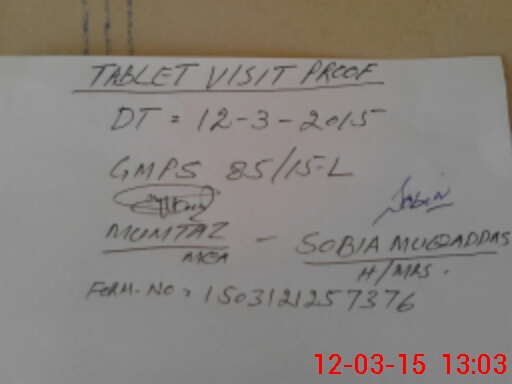 TABLET VISIT PROOF
DT = 12-3-2015
GMPS 85/15-L
MUMTAZ - SOBIA MUQADDAS
MEA H/MRS.
FORM-NO = 1503121257376
12-03-15 13:03